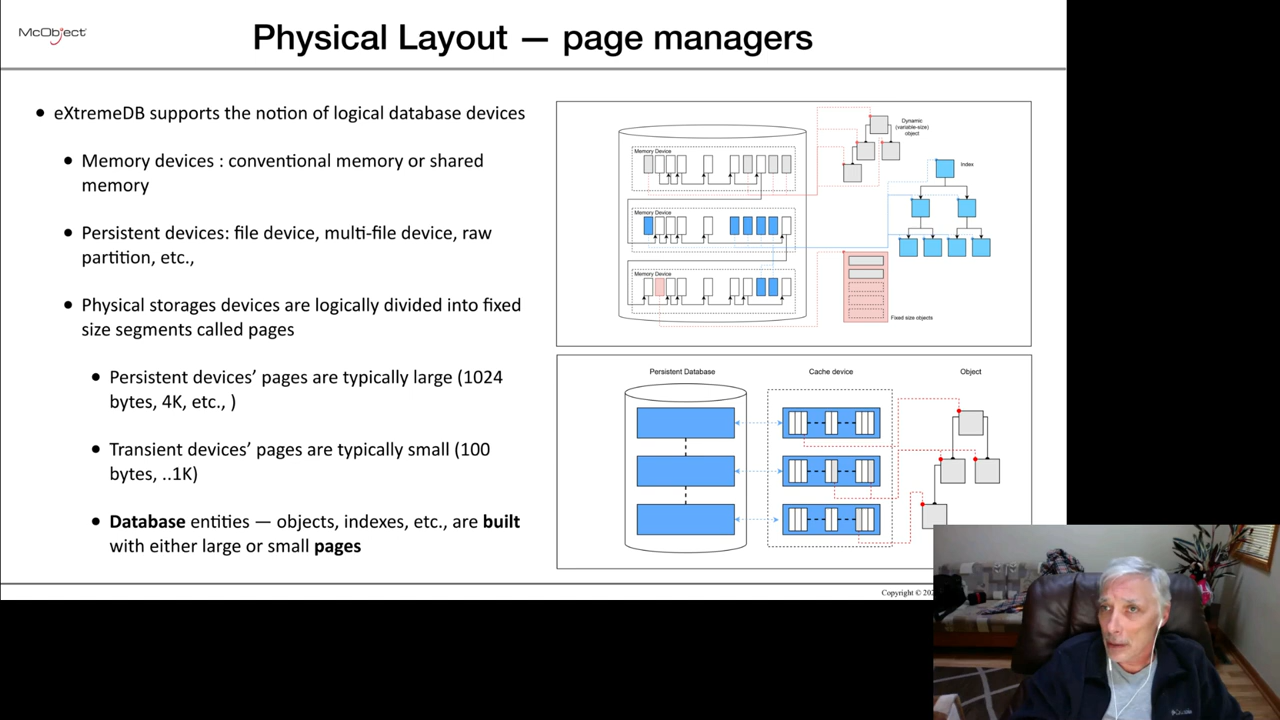 McObject
Physical Layout — page managers
• eXtremeDB supports the notion of logical database devices
• Memory devices : conventional memory or shared
memory
• Persistent devices: file device, multi-file device, raw
partition, etc.,
• Physical storages devices are logically divided into fixed
size segments called pages
• Persistent devices’ pages are typically large (1024
bytes, 4K, etc., )
• Transient devices’ pages are typically small (100
bytes, ..1K)
• Database entities — objects, indexes, etc., are built
with either large or small pages
Memory Device
Memory Device
Memory Device
Dynamic
(variable-size)
object
Index
Fixed size objects
Persistent Database
Cache device
Object
Copyright © 202
Columbia